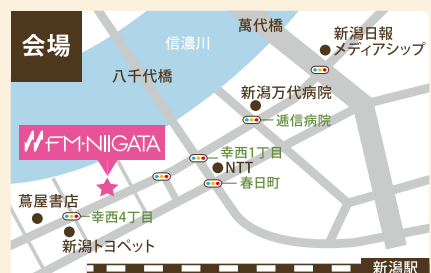 会場
信濃川
萬代橋
新潟日報
メディアシップ
八千代橋
新潟万代病院
逓信病院
FM-NIIGATA
幸西1丁目
NTT
春日町
蔦屋書店
幸西4丁目
新潟トヨペット
新潟駅